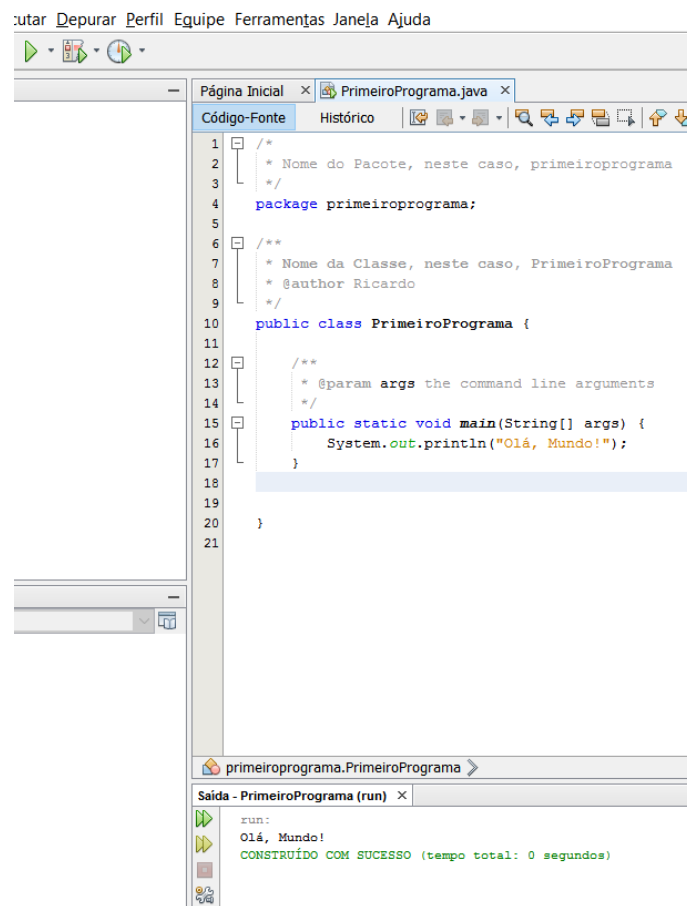 cutar Depurar Perfil Equipe Ferramentas Janela Ajuda
Página Inicial PrimeiroPrograma.java
Código-Fonte Histórico
1 /*
2 * Nome do Pacote, neste caso, primeiroprograma
3 */
4 package primeiroprograma;
5
6 /**
7 * Nome da Classe, neste caso, PrimeiroPrograma
8 * @author Ricardo
9 */
10 public class PrimeiroPrograma {
11
12 /**
13 * @param args the command line arguments
14 */
15 public static void main(String[] args) {
16 System.out.println("Olá, Mundo!");
17 }
18
19
20 }
21
primeiroprograma.PrimeiroPrograma
Saída - PrimeiroPrograma (run)
run:
Olá, Mundo!
CONSTRUÍDO COM SUCESSO (tempo total: 0 segundos)